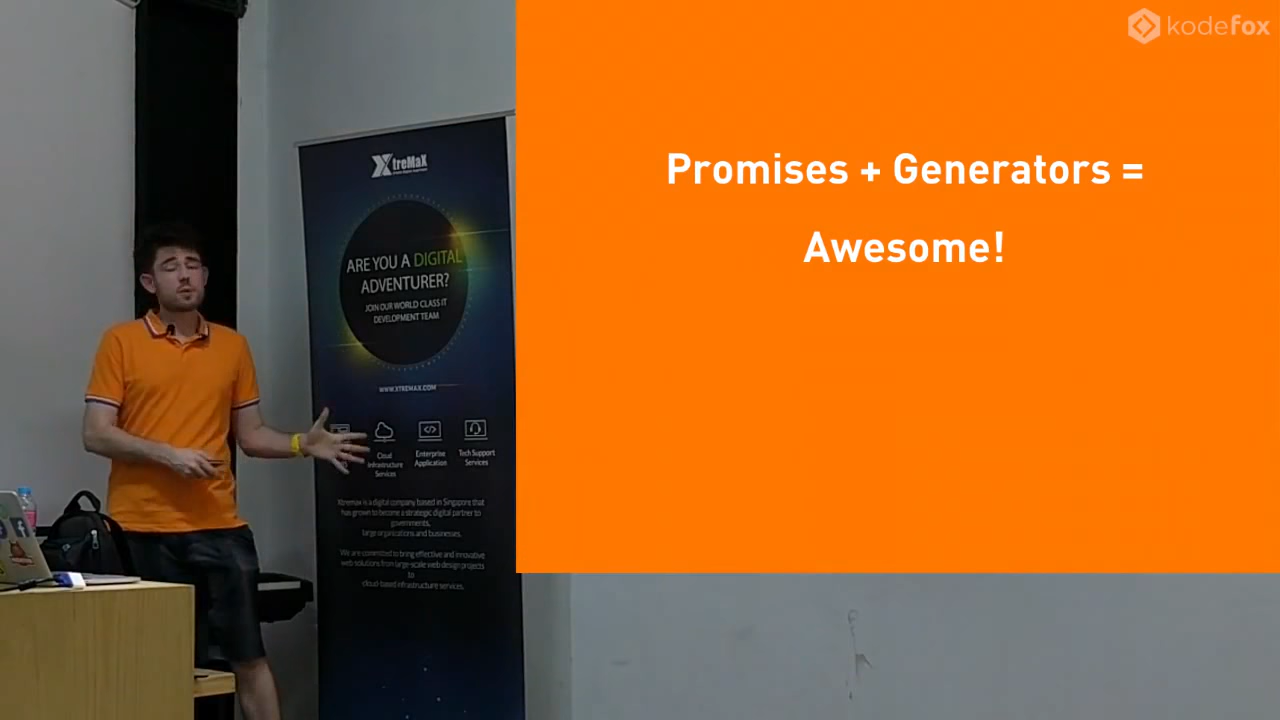 kodefox
Promises + Generators =
Awesome!
XtreMaX
ARE YOU A DIGITAL
ADVENTURER?
JOIN OUR WORLD CLASS IT
DEVELOPMENT TEAM
WWW.XTREMAX.COM
Cloud
Infrastructure
Services
Enterprise
Application
Tech Support
Services
Xtremax is a digital company based in Singapore that
has grown to become a strategic digital partner to
governments,
large organizations and businesses.
We are committed to bring effective and innovative
web solutions from large-scale web design projects
to
cloud-based infrastructure services.